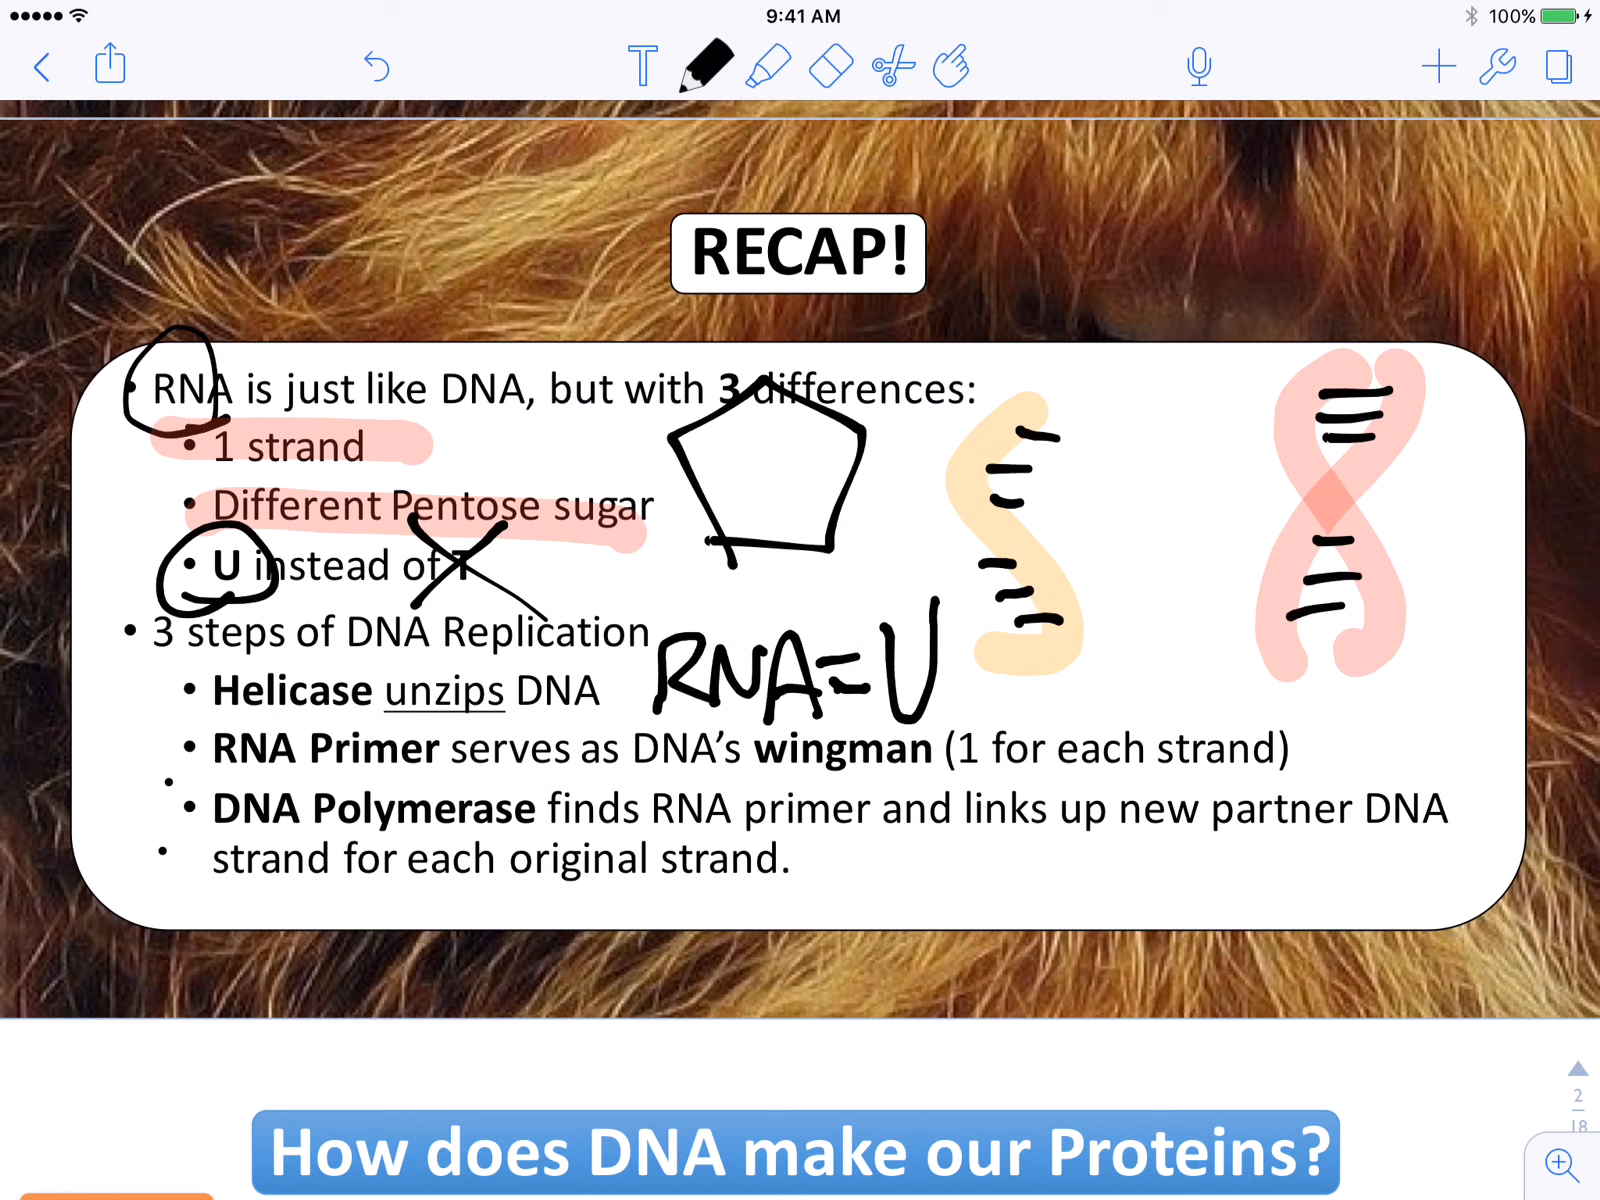 9:41 AM
100%
T
RECAP!
• RNA is just like DNA, but with 3 differences:
• 1 strand
• Different Pentose sugar
• U instead of T
• 3 steps of DNA Replication
RNA=U
• Helicase unzips DNA
• RNA Primer serves as DNA’s wingman (1 for each strand)
• DNA Polymerase finds RNA primer and links up new partner DNA
strand for each original strand.
2
18
How does DNA make our Proteins?